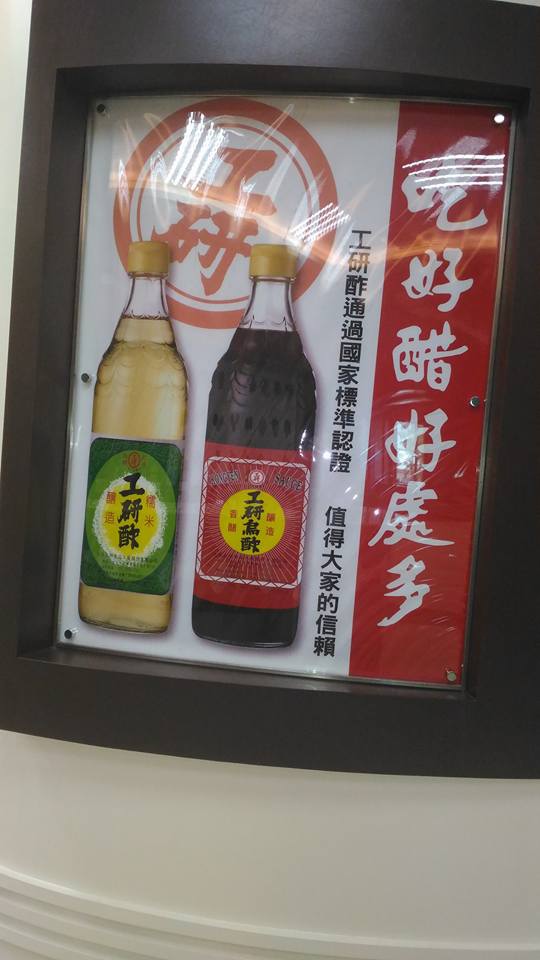 吃好醋好處多
工研酢通過國家標準認證 值得大家的信賴
工研
糯米
工研酢
釀造
KONGYEN SAUCE
釀造
工研烏酢
香醋